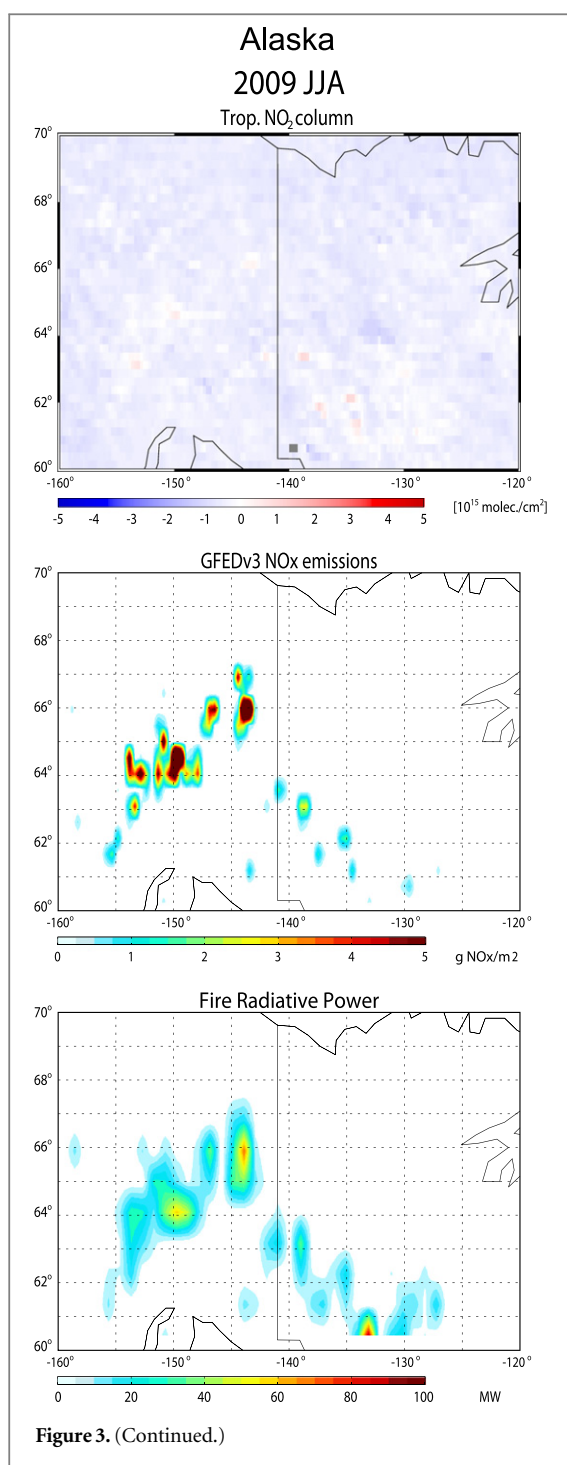 Alaska
2009 JJA
Trop. NO2 column
70°
68°
66°
64°
62°
60°
-160° -150° -140° -130° -120°
-5 -4 -3 -2 -1 0 1 2 3 4 5 [10^15 molec./cm^2]
GFEDv3 NOx emissions
70°
68°
66°
64°
62°
60°
-160° -150° -140° -130° -120°
0 1 2 3 4 5 g NOx/m2
Fire Radiative Power
70°
68°
66°
64°
62°
60°
-160° -150° -140° -130° -120°
0 20 40 60 80 100 MW
Figure 3. (Continued.)